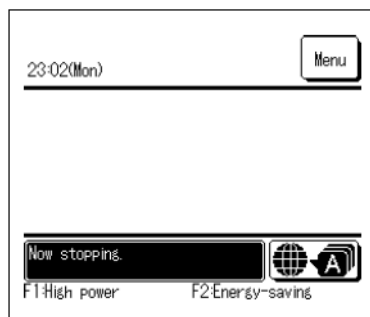 23:02(Mon)
Menu
Now stopping.
A
F1:High power
F2:Energy-saving